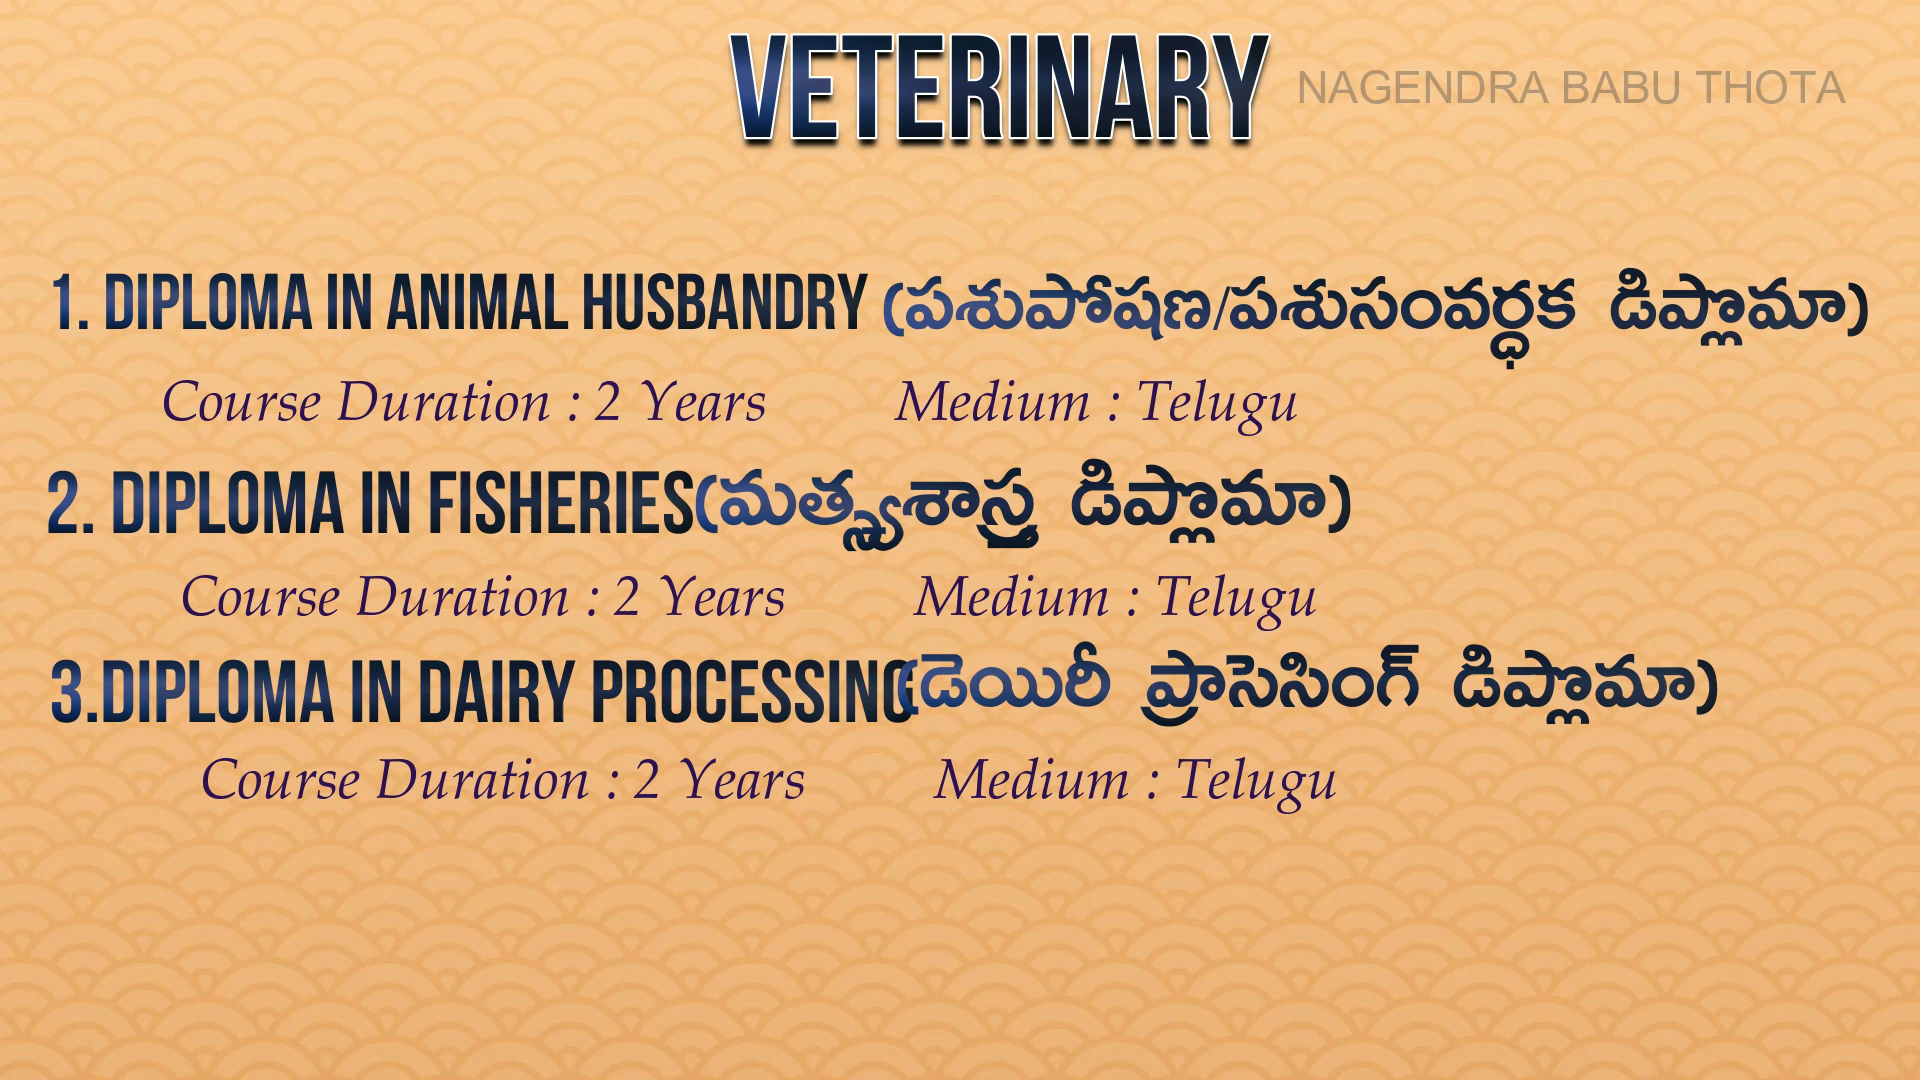 VETERINARY
NAGENDRA BABU THOTA
1. DIPLOMA IN ANIMAL HUSBANDRY (పశుపోషణ/పశుసంవర్ధక డిప్లొమా)
Course Duration : 2 Years Medium : Telugu
2. DIPLOMA IN FISHERIES(మత్స్యశాస్త్ర డిప్లొమా)
Course Duration : 2 Years Medium : Telugu
3.DIPLOMA IN DAIRY PROCESSING(డెయిరీ ప్రాసెసింగ్ డిప్లొమా)
Course Duration : 2 Years Medium : Telugu